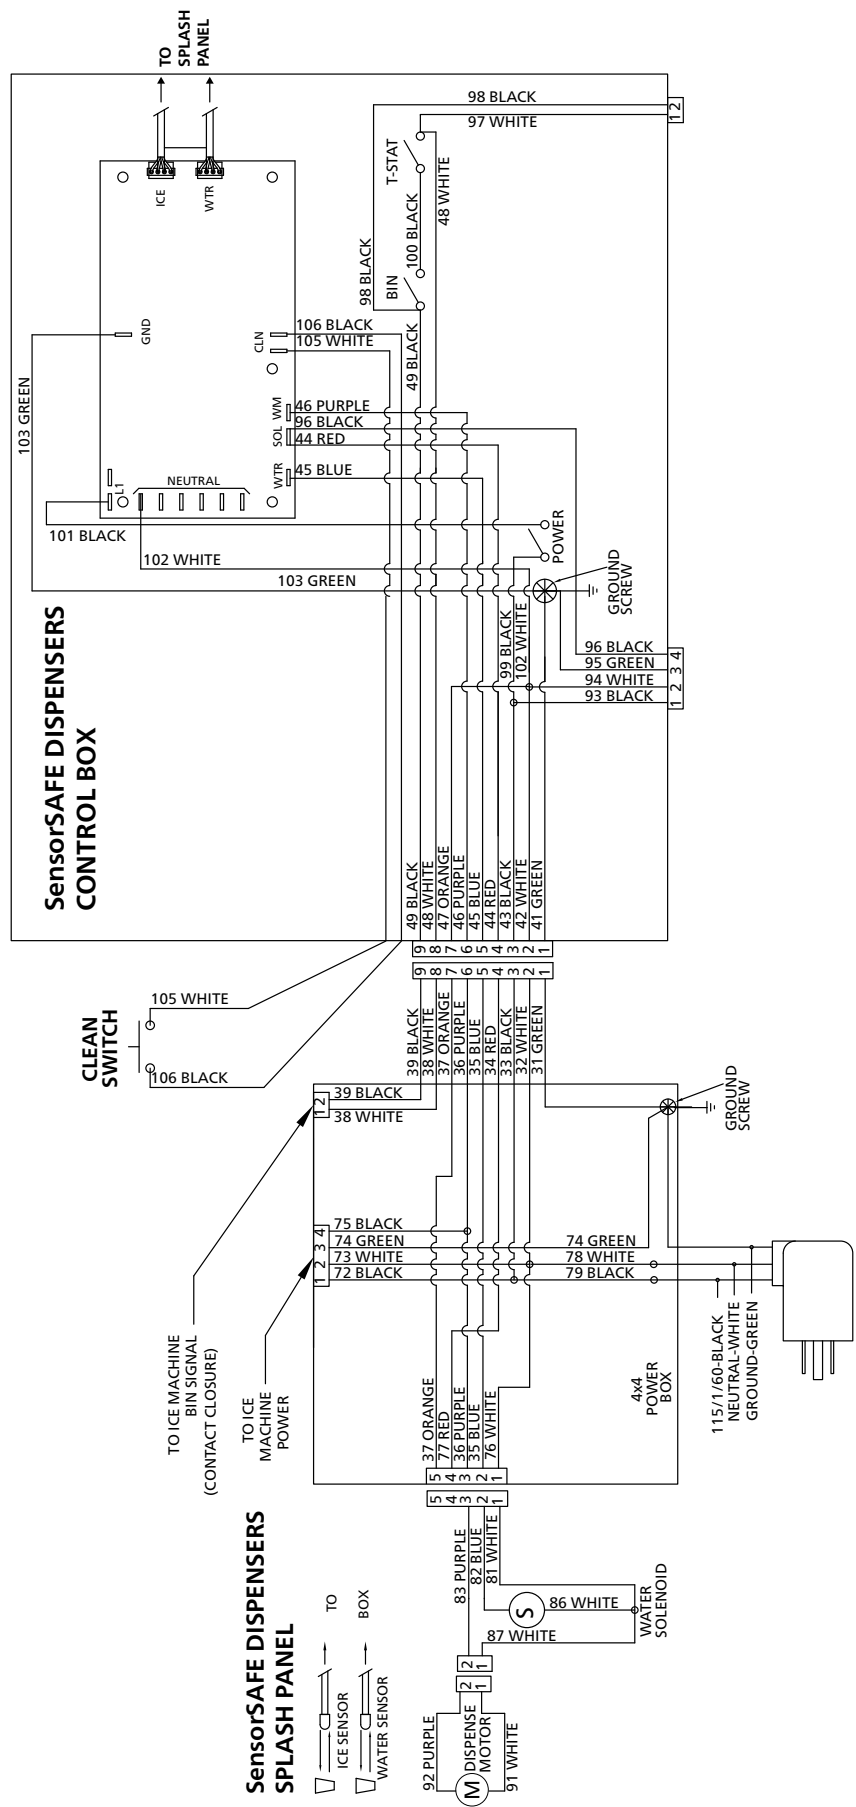 SensorSAFE DISPENSERS
CONTROL BOX
TO
SPLASH
PANEL
ICE
WTR
GND
103 GREEN
CLN
106 BLACK
105 WHITE
WM
SOL
WTR
46 PURPLE
96 BLACK
44 RED
45 BLUE
L1
NEUTRAL
101 BLACK
102 WHITE
103 GREEN
98 BLACK
97 WHITE
1 2
T-STAT
48 WHITE
100 BLACK
98 BLACK
BIN
49 BLACK
POWER
GROUND
SCREW
99 BLACK
102 WHITE
96 BLACK
95 GREEN
94 WHITE
93 BLACK
1 2 3 4
49 BLACK
48 WHITE
47 ORANGE
46 PURPLE
45 BLUE
44 RED
43 BLACK
42 WHITE
41 GREEN
9 8 7 6 5 4 3 2 1
9 8 7 6 5 4 3 2 1
CLEAN
SWITCH
105 WHITE
106 BLACK
39 BLACK
38 WHITE
37 ORANGE
36 PURPLE
35 BLUE
34 RED
33 BLACK
32 WHITE
31 GREEN
1 2
39 BLACK
38 WHITE
GROUND
SCREW
1 2 3 4
75 BLACK
74 GREEN
73 WHITE
72 BLACK
74 GREEN
78 WHITE
79 BLACK
TO ICE MACHINE
BIN SIGNAL
(CONTACT CLOSURE)
TO ICE
MACHINE
POWER
37 ORANGE
77 RED
36 PURPLE
35 BLUE
76 WHITE
4x4
POWER
BOX
115/1/60-BLACK
NEUTRAL-WHITE
GROUND-GREEN
5 4 3 2 1
5 4 3 2 1
SensorSAFE DISPENSERS
SPLASH PANEL
TO
BOX
ICE SENSOR
WATER SENSOR
83 PURPLE
82 BLUE
81 WHITE
S
86 WHITE
87 WHITE
WATER
SOLENOID
2 1
2 1
92 PURPLE
M
DISPENSE
MOTOR
91 WHITE